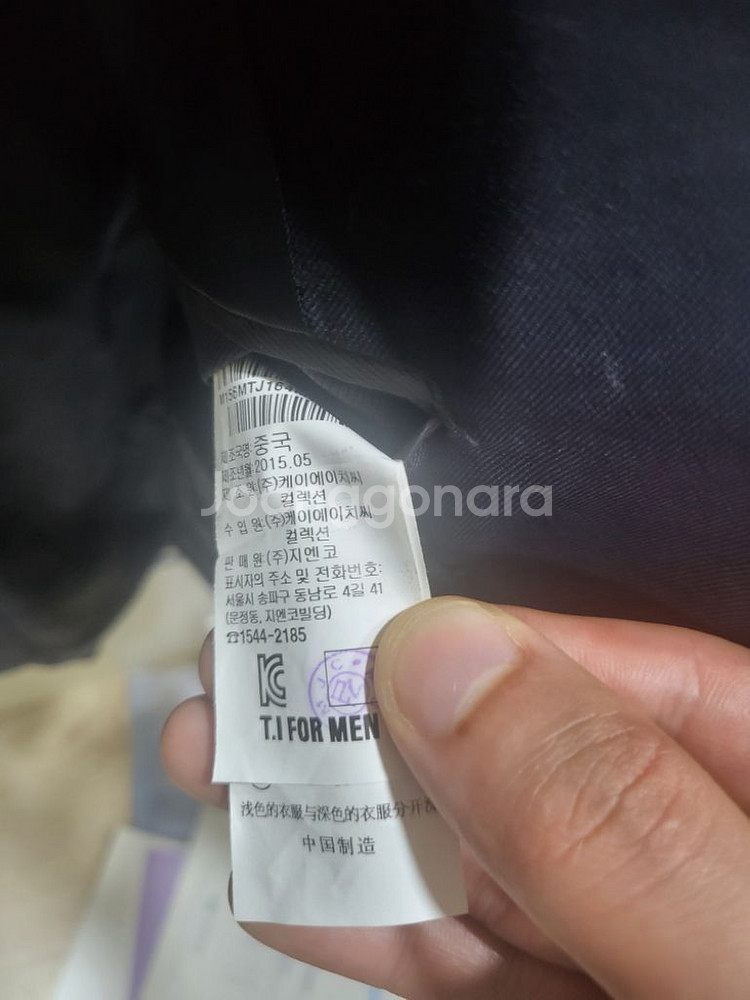 제조국명:중국
제조년월:2015.05
제 조 원:(주)케이에이치씨
컬렉션
Joonggonara
수 입 원:(주)케이에이치씨
컬렉션
판 매 원:(주)지엔코
표시자의 주소 및 전화번호:
서울시 송파구 동남로 4길 41
(문정동, 지엔코빌딩)
☎1544-2185
KC
T.I FOR MEN
浅色的衣服与深色的衣服分开
中国制造